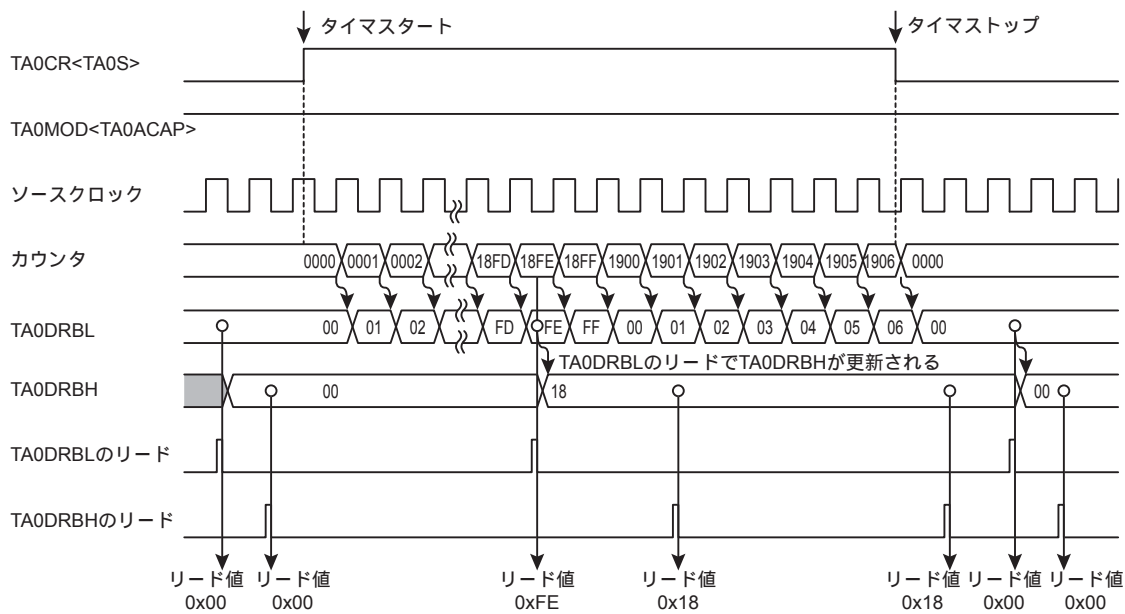 タイマスタート タイマストップ
TA0CR<TA0S>
TA0MOD<TA0ACAP>
ソースクロック
カウンタ 0000 0001 0002 18FD 18FE 18FF 1900 1901 1902 1903 1904 1905 1906 0000
TA0DRBL 00 01 02 FD FE FF 00 01 02 03 04 05 06 00
TA0DRBLのリードでTA0DRBHが更新される
TA0DRBH 00 18 00
TA0DRBLのリード
TA0DRBHのリード
リード値 リード値 リード値 リード値 リード値 リード値 リード値
0x00 0x00 0xFE 0x18 0x18 0x00 0x00